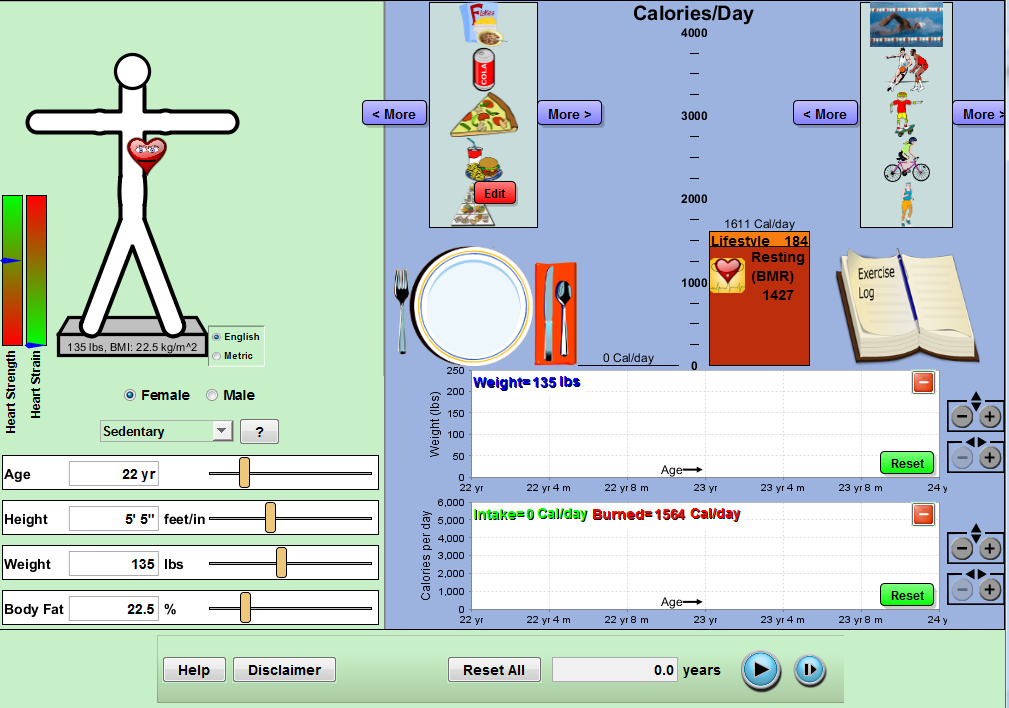 Calories/Day
4000
3000
2000
1000
0
Flakes
COLA
< More
More >
< More
More >
Edit
1611 Cal/day
Lifestyle 184
Resting
(BMR)
1427
Exercise
Log
0 Cal/day
135 lbs, BMI: 22.5 kg/m^2
English
Metric
Heart Strength
Heart Strain
Female
Male
Sedentary
?
Age
22 yr
Height
5' 5"
feet/in
Weight
135
lbs
Body Fat
22.5
%
Weight (lbs)
250
200
150
100
50
0
Weight= 135 lbs
Age
Reset
22 yr
22 yr 4 m
22 yr 8 m
23 yr
23 yr 4 m
23 yr 8 m
24 y
Calories per day
6,000
5,000
4,000
3,000
2,000
1,000
0
Intake= 0 Cal/day Burned= 1564 Cal/day
Age
Reset
22 yr
22 yr 4 m
22 yr 8 m
23 yr
23 yr 4 m
23 yr 8 m
24 y
Help
Disclaimer
Reset All
0.0
years